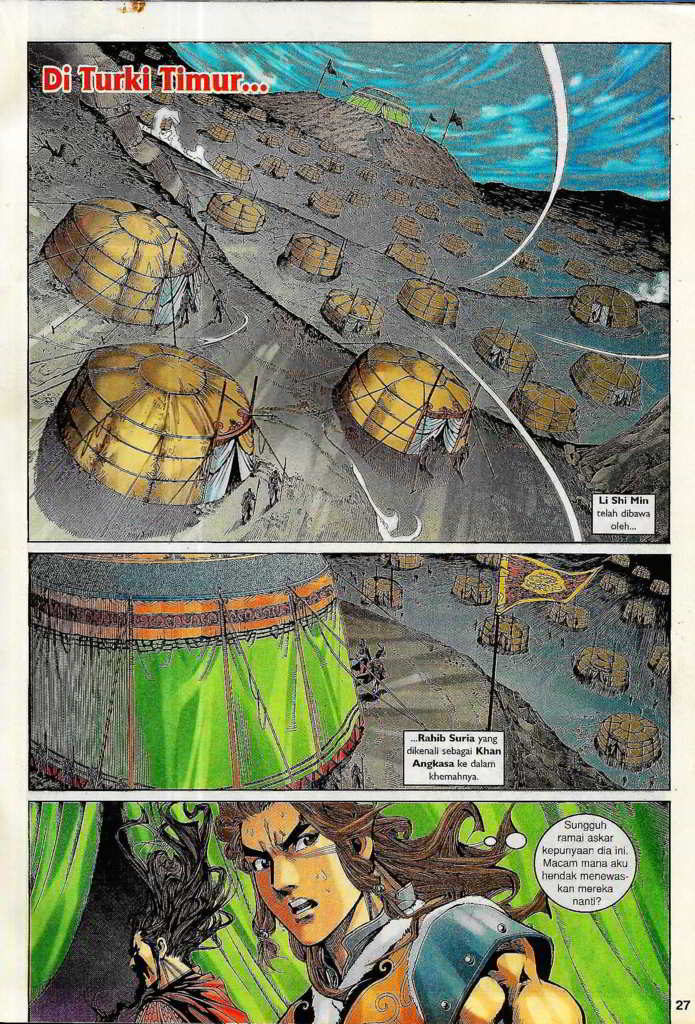 Di Turki Timur...
Li Shi Min
telah dibawa
oleh...
...Rahib Suria yang
dikenali sebagai Khan
Angkasa ke dalam
khemahnya.
Sungguh
ramai askar
kepunyaan dia ini.
Macam mana aku
hendak menewas-
kan mereka
nanti?
27